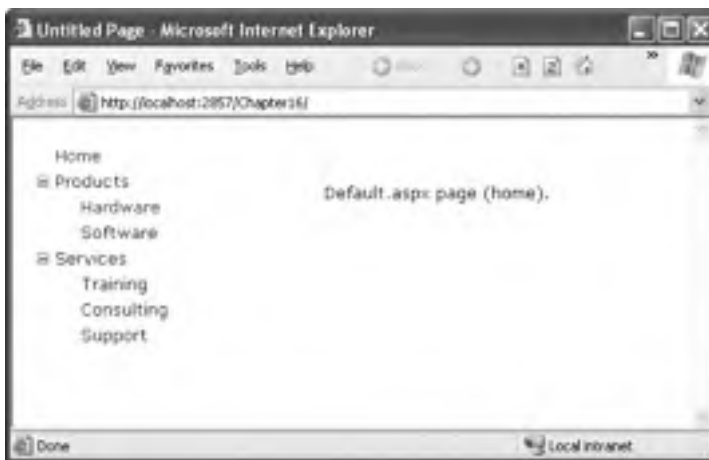 Untitled Page - Microsoft Internet Explorer
File Edit View Favorites Tools Help
Address http://localhost:2857/Chapter16/
Home
Products
Hardware
Software
Services
Training
Consulting
Support
Default.aspx page (home).
Done
Local intranet